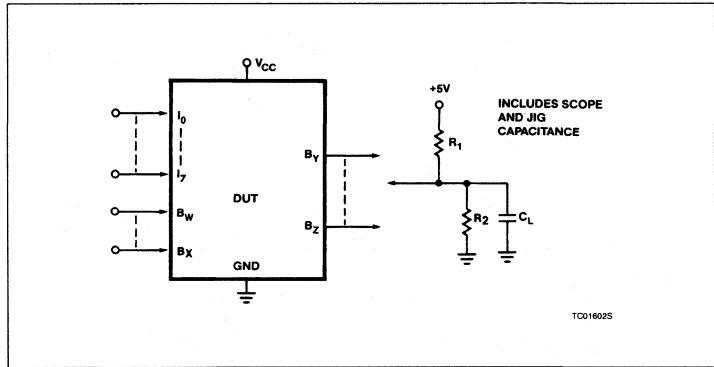 VCC
I0
I7
BW
BX
DUT
GND
BY
BZ
+5V
R1
R2
CL
INCLUDES SCOPE
AND JIG
CAPACITANCE
TC01602S